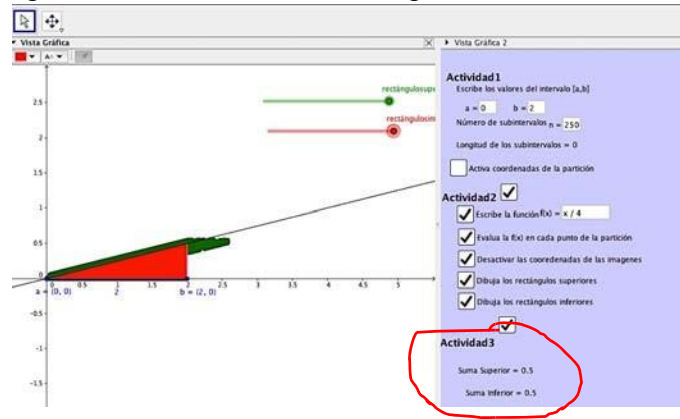 Vista Gráfica
Vista Gráfica 2
rectángulosupe
rectángulosin
2.5
2
1.5
1
0.5
0
-0.5
-1
-1.5
0 0.5 1 1.5 2 2.5 3 3.5 4 4.5 5
a = (0, 0) 2 b = (2, 0)
Actividad1
Escribe los valores del intervalo [a,b]
a = 0 b = 2
Número de subintervalos n = 250
Longitud de los subintervalos = 0
Activa coordenadas de la partición
Actividad2
Escribe la función f(x) = x / 4
Evalua la f(x) en cada punto de la partición
Desactivar las cooredenadas de las imagenes
Dibuja los rectángulos superiores
Dibuja los rectángulos inferiores
Actividad3
Suma Superior = 0.5
Suma Inferior = 0.5